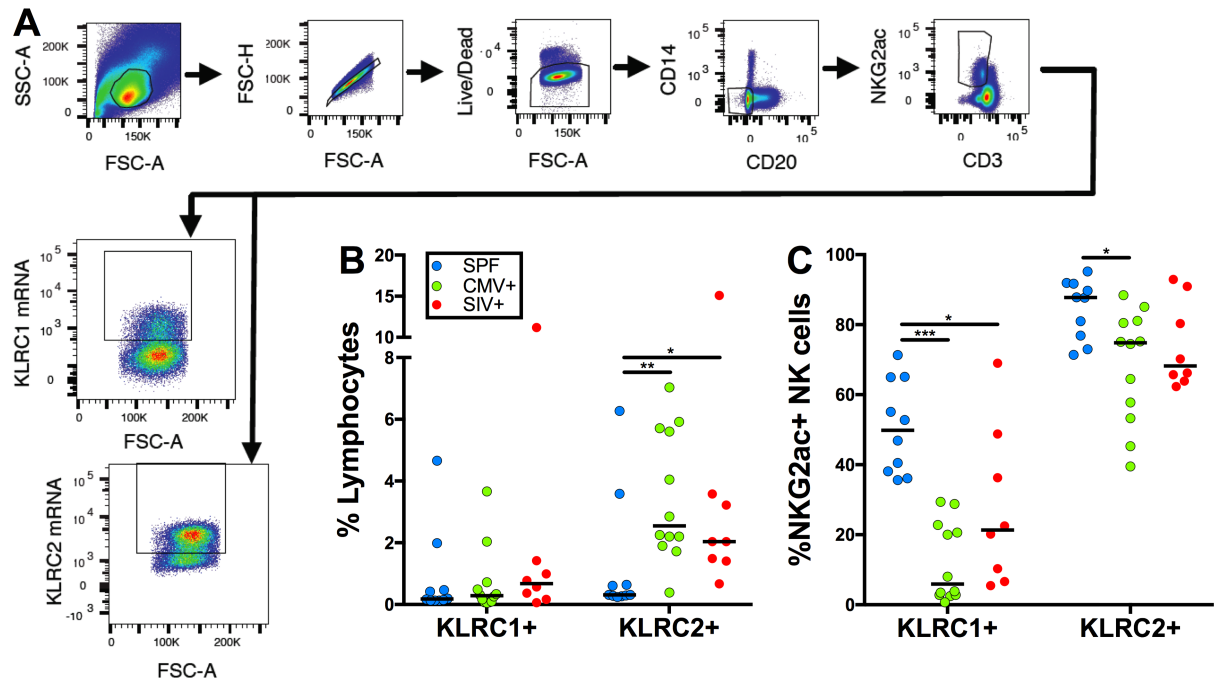 A
SSC-A
200K
100K
0
0
150K
FSC-A
FSC-H
200K
100K
0
0
150K
FSC-A
Live/Dead
0 4
0
150K
FSC-A
CD14
10 5
10 3
0
0
10 5
CD20
NKG2ac
10 5
10 3
0
0
10 5
CD3
KLRC1 mRNA
10 5
10 3
0
0
100K
200K
FSC-A
KLRC2 mRNA
10 5
10 4
10 3
0
-10 3
0
100K
200K
FSC-A
B
% Lymphocytes
20
15
10
8
6
4
2
0
SPF
CMV+
SIV+
*
**
KLRC1+
KLRC2+
C
%NKG2ac+ NK cells
100
80
60
40
20
0
*
***
*
KLRC1+
KLRC2+